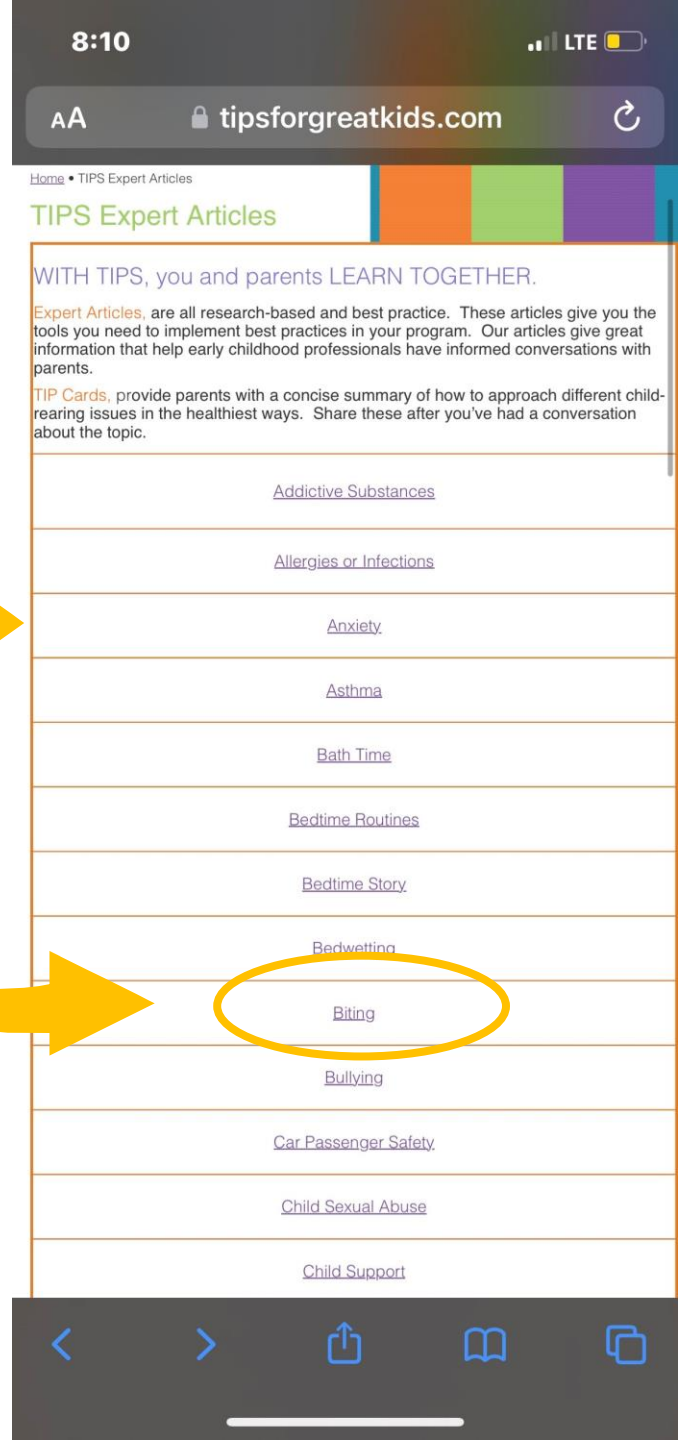 8:10
LTE
AA
tipsforgreatkids.com
Home • TIPS Expert Articles
TIPS Expert Articles
WITH TIPS, you and parents LEARN TOGETHER.
Expert Articles, are all research-based and best practice. These articles give you the
tools you need to implement best practices in your program. Our articles give great
information that help early childhood professionals have informed conversations with
parents.
TIP Cards, provide parents with a concise summary of how to approach different child-
rearing issues in the healthiest ways. Share these after you've had a conversation
about the topic.
Addictive Substances
Allergies or Infections
Anxiety
Asthma
Bath Time
Bedtime Routines
Bedtime Story
Bedwetting
Biting
Bullying
Car Passenger Safety
Child Sexual Abuse
Child Support